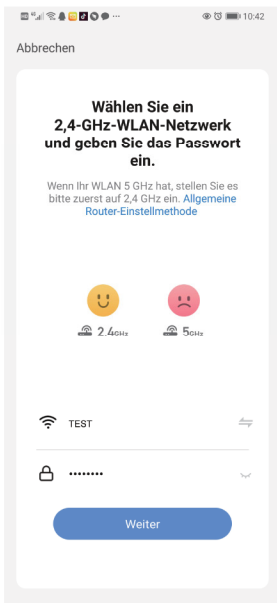 10:42
Abbrechen
Wählen Sie ein
2,4-GHz-WLAN-Netzwerk
und geben Sie das Passwort
ein.
Wenn Ihr WLAN 5 GHz hat, stellen Sie es
bitte zuerst auf 2,4 GHz ein. Allgemeine
Router-Einstellmethode
2.4GHz 5GHz
TEST
••••••••
Weiter